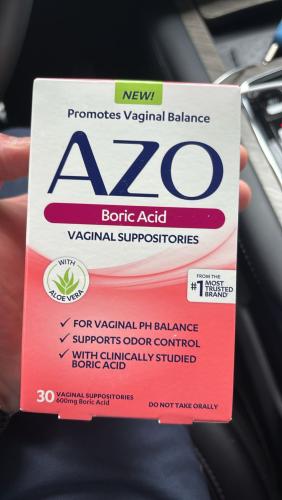 NEW!
Promotes Vaginal Balance
AZO
Boric Acid
VAGINAL SUPPOSITORIES
WITH
ALOE VERA
FROM THE
#1 MOST
TRUSTED
BRAND
✓ FOR VAGINAL PH BALANCE
✓ SUPPORTS ODOR CONTROL
✓ WITH CLINICALLY STUDIED
BORIC ACID
30 VAGINAL SUPPOSITORIES
600mg Boric Acid
DO NOT TAKE ORALLY